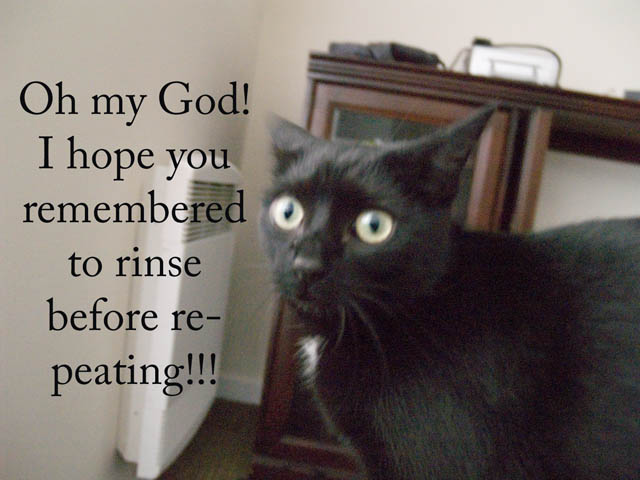 Oh my God!
I hope you
remembered
to rinse
before re-
peating!!!